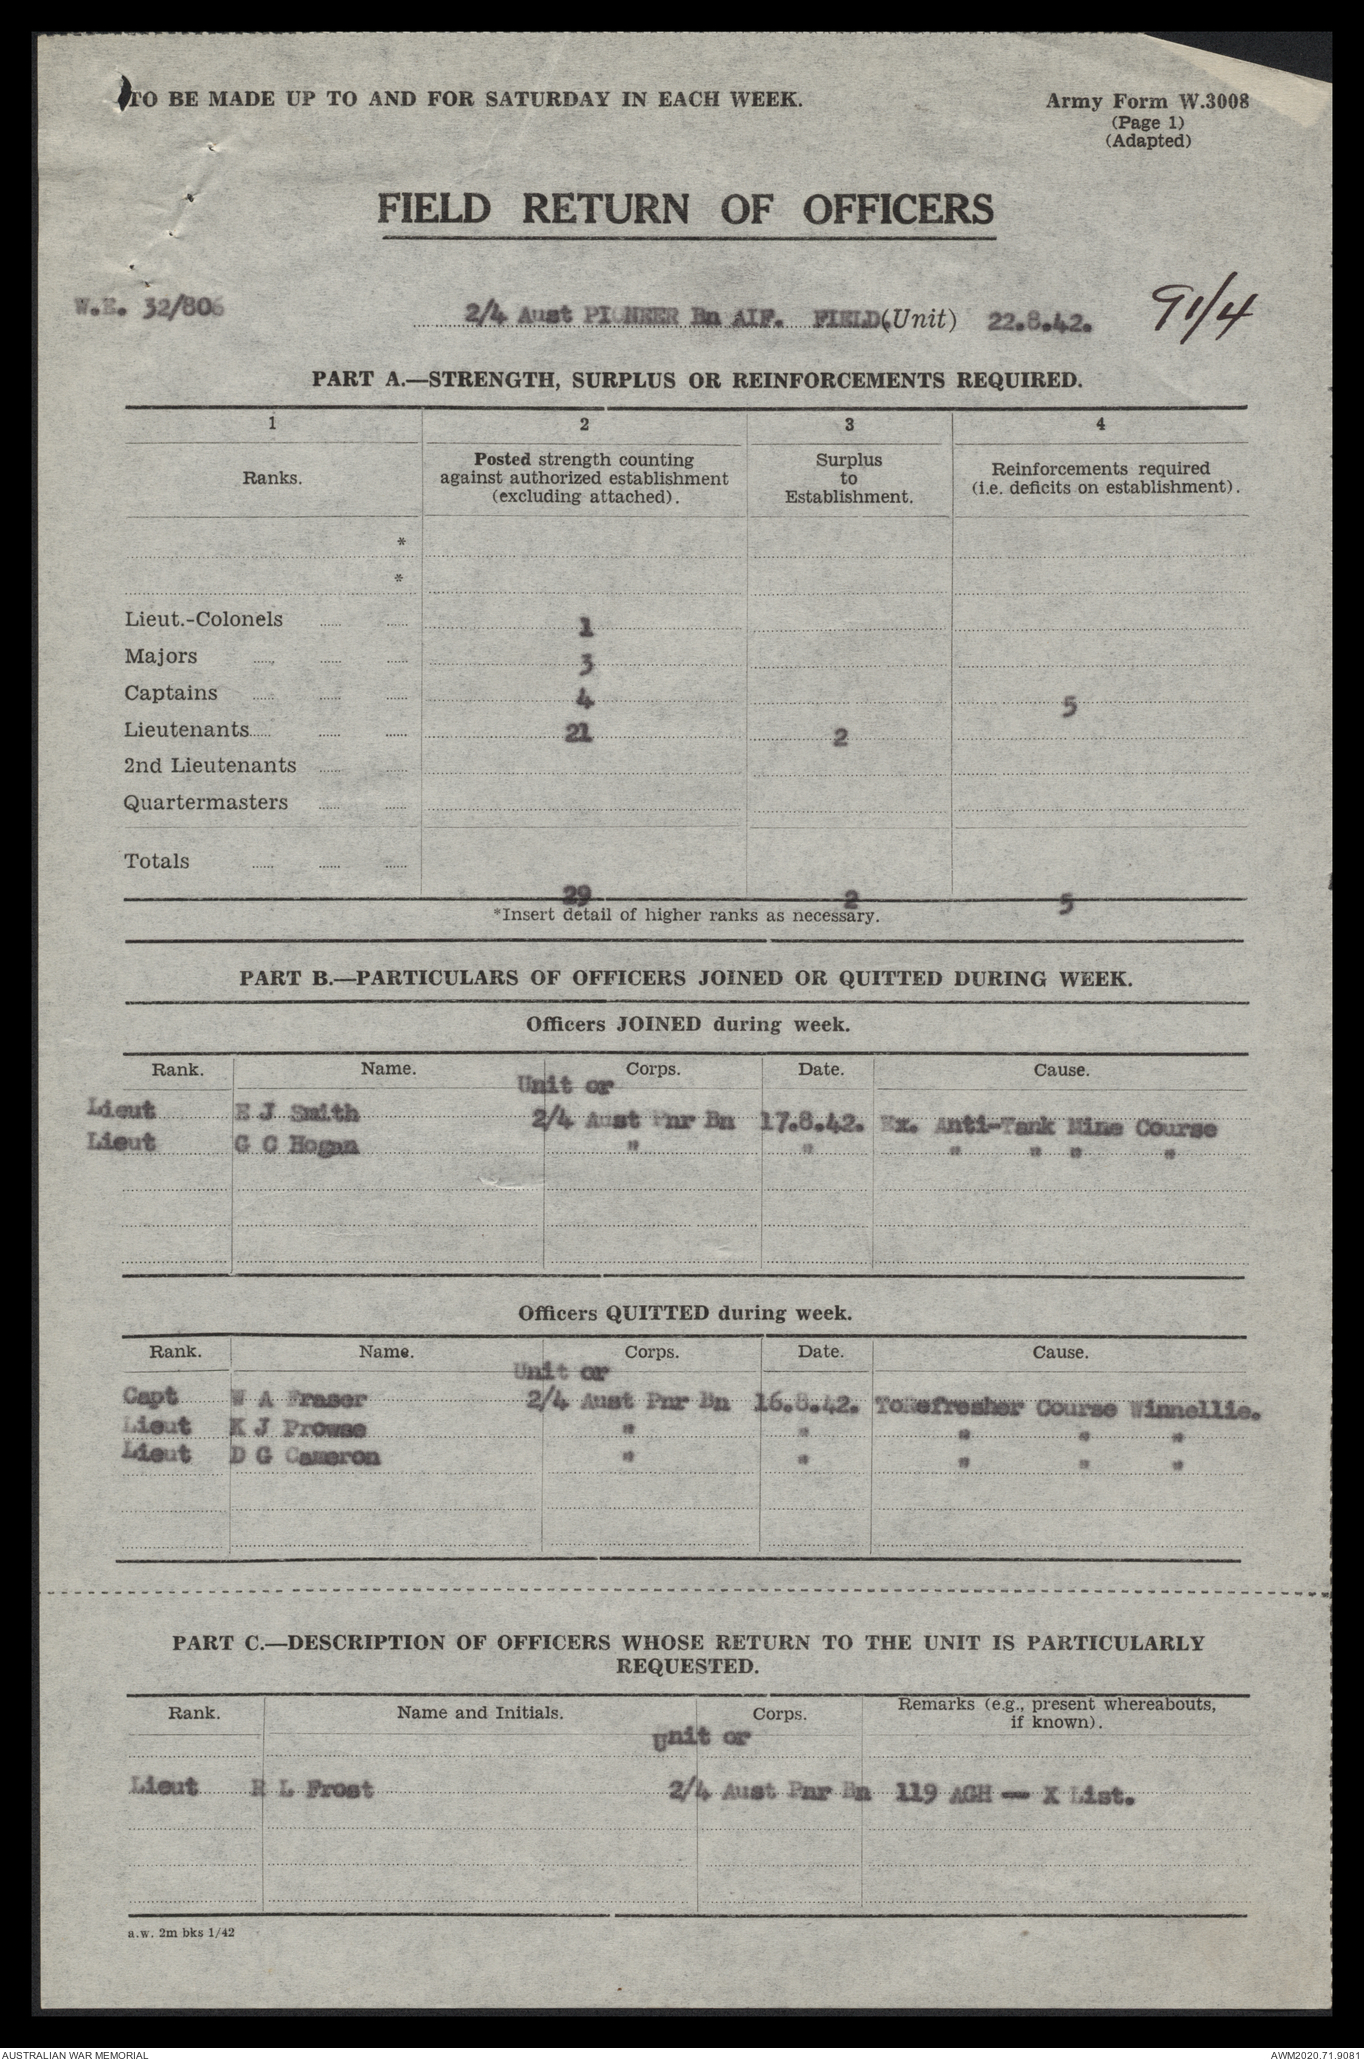 TO BE MADE UP TO AND FOR SATURDAY IN EACH WEEK.
Army Form W.3008
(Page 1)
(Adapted)
FIELD RETURN OF OFFICERS
W.E. 32/806
2/4 Aust PIONEER Bn AIF. FIELD.(Unit) 22.8.42.
91/4
PART A.—STRENGTH, SURPLUS OR REINFORCEMENTS REQUIRED.
1 2 3 4
Ranks. Posted strength counting against authorized establishment (excluding attached). Surplus to Establishment. Reinforcements required (i.e. deficits on establishment).
*
*
Lieut.-Colonels 1
Majors 3
Captains 4 5
Lieutenants 21 2
2nd Lieutenants
Quartermasters
Totals
29 2 5
*Insert detail of higher ranks as necessary.
PART B.—PARTICULARS OF OFFICERS JOINED OR QUITTED DURING WEEK.
Officers JOINED during week.
Rank. Name. Corps. Date. Cause.
Unit or
Lieut E J Smith 2/4 Aust Pnr Bn 17.8.42. Ex. Anti-Tank Mine Course
Lieut G C Hogan " " " " " "
Officers QUITTED during week.
Rank. Name. Corps. Date. Cause.
Unit or
Capt W A Fraser 2/4 Aust Pnr Bn 16.8.42. ToRefresher Course Winnellie.
Lieut K J Prowse " " " " "
Lieut D G Cameron " " " " "
PART C.—DESCRIPTION OF OFFICERS WHOSE RETURN TO THE UNIT IS PARTICULARLY
REQUESTED.
Rank. Name and Initials. Corps. Remarks (e.g., present whereabouts, if known).
Unit or
Lieut R L Frost 2/4 Aust Pnr Bn 119 AGH — X List.
a.w. 2m bks 1/42
AUSTRALIAN WAR MEMORIAL
AWM2020.71.9081